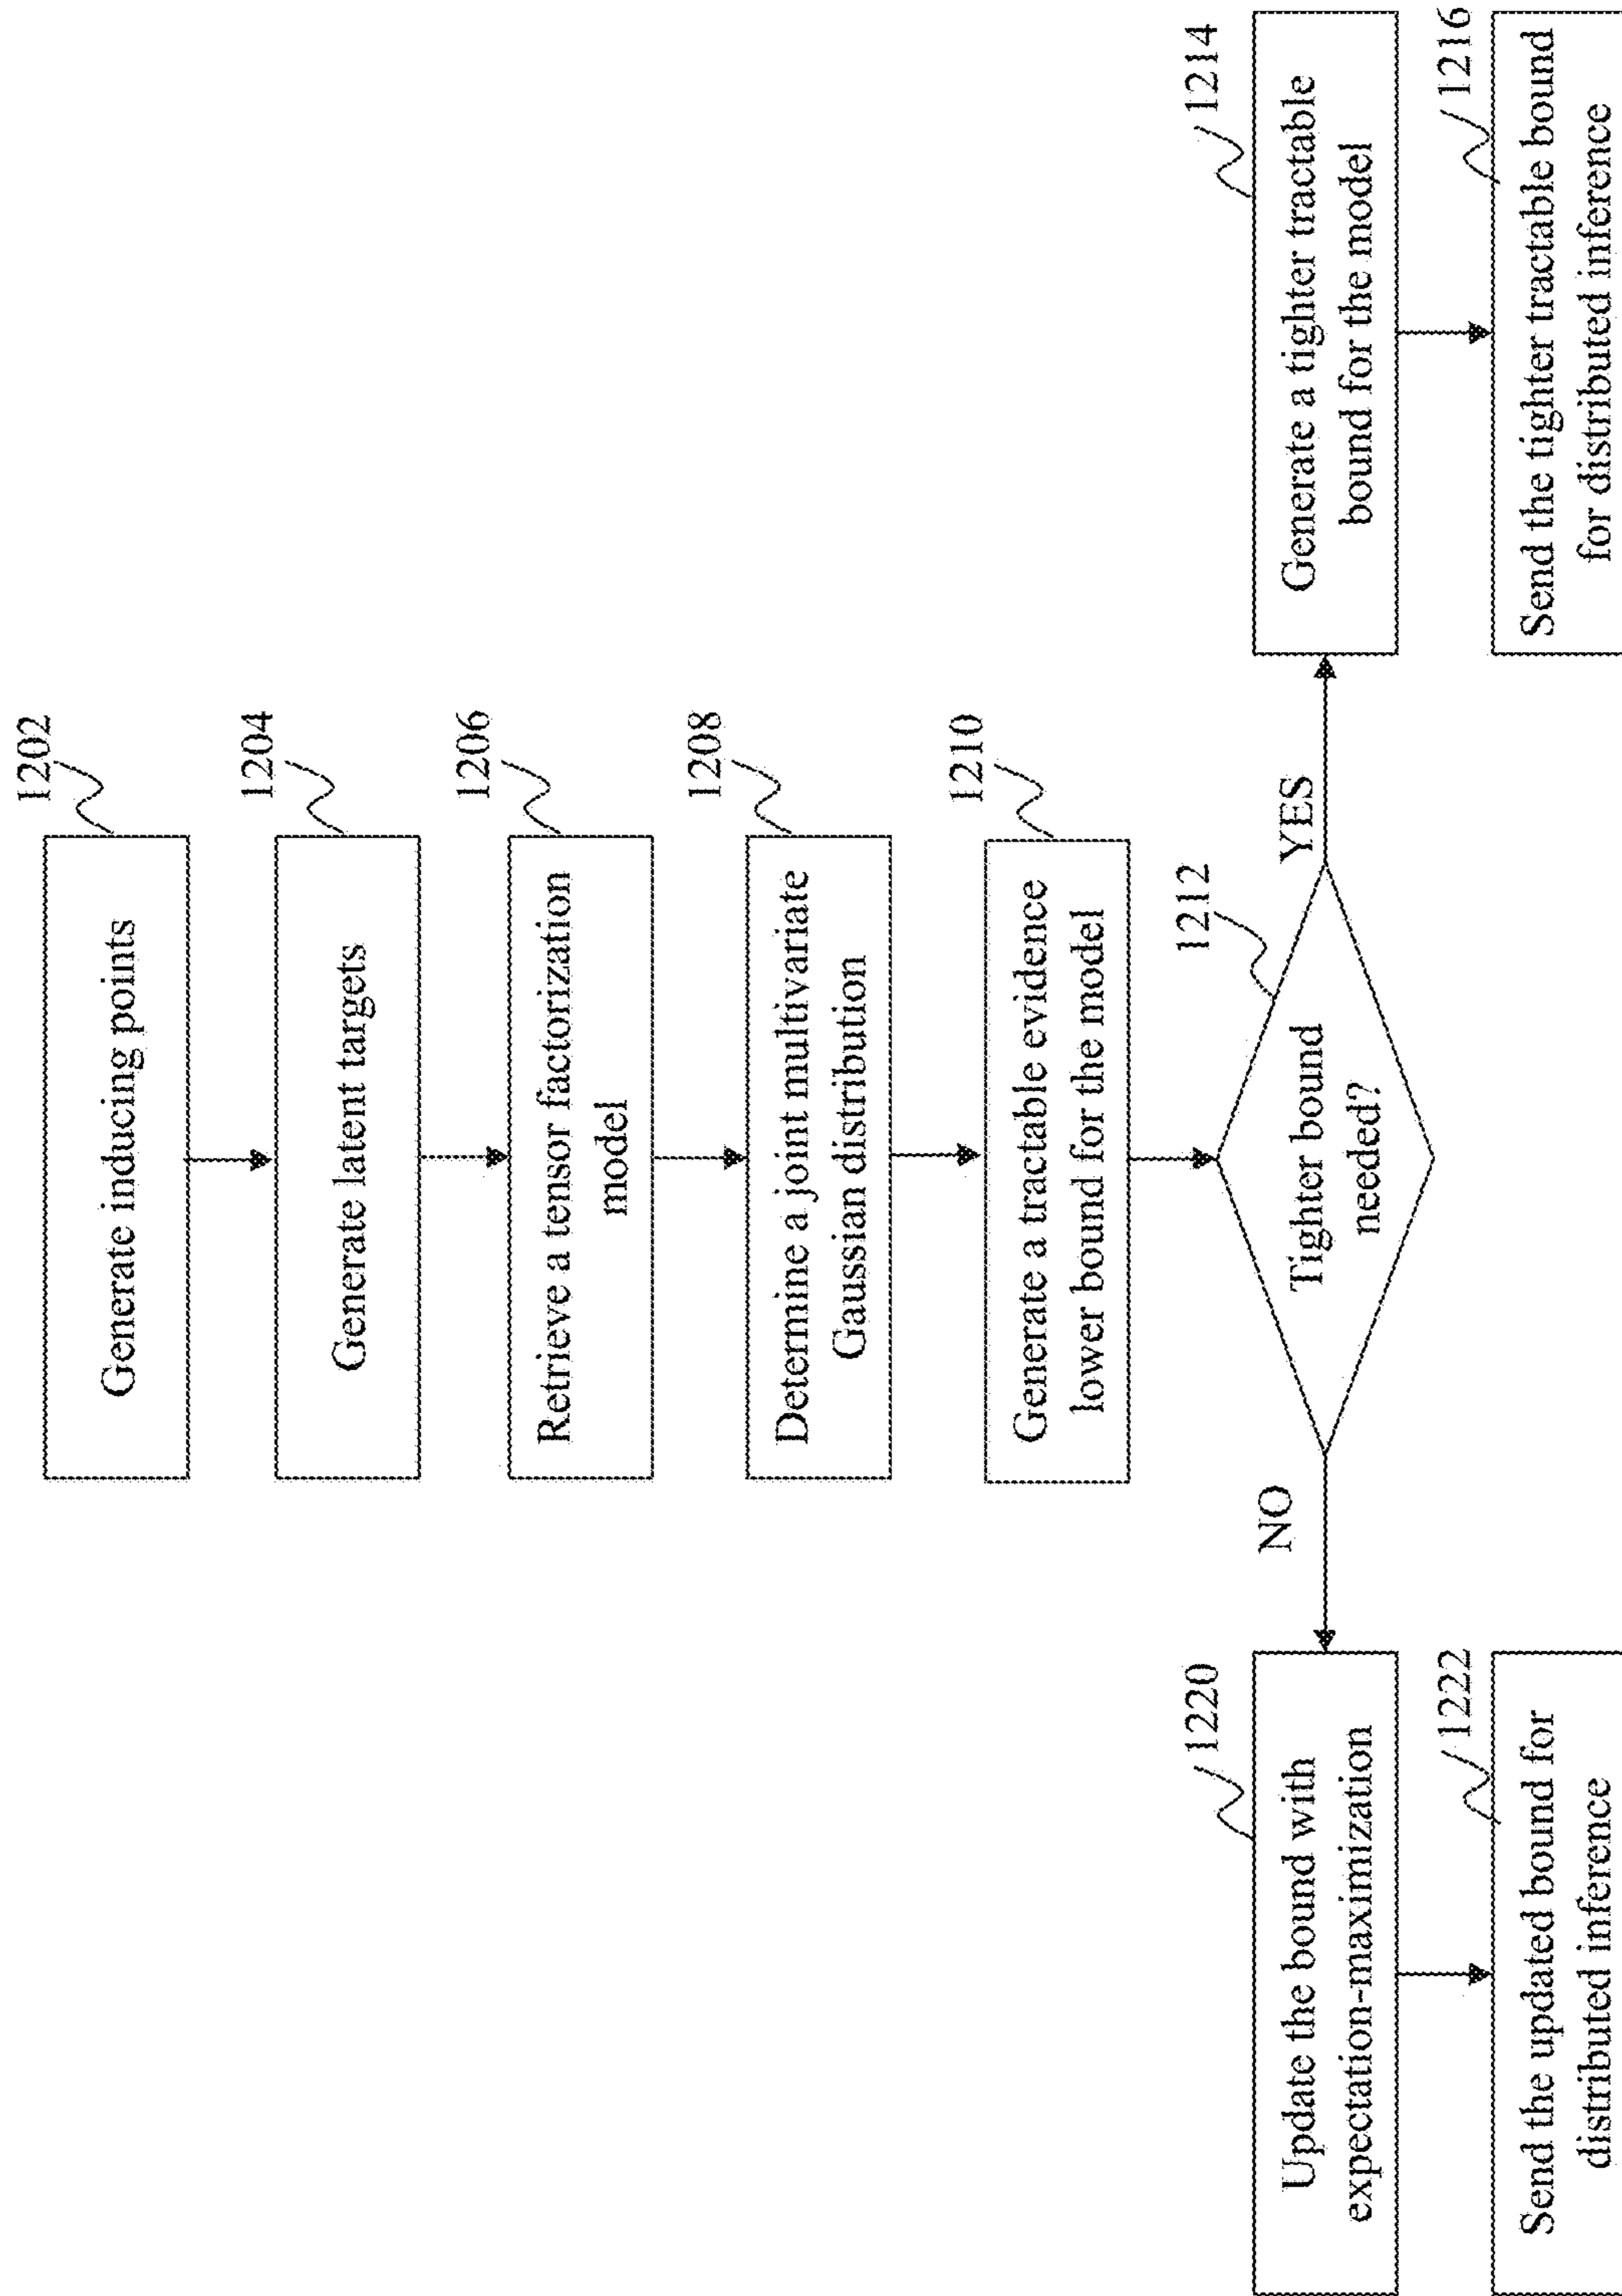 1202
Generate inducing points
1204
Generate latent targets
1206
Retrieve a tensor factorization
model
1208
Determine a joint multivariate
Gaussian distribution
1210
Generate a tractable evidence
lower bound for the model
1212
Tighter bound
needed?
NO
YES
1220
Update the bound with
expectation-maximization
1222
Send the updated bound for
distributed inference
1214
Generate a tighter tractable
bound for the model
1216
Send the tighter tractable bound
for distributed inference